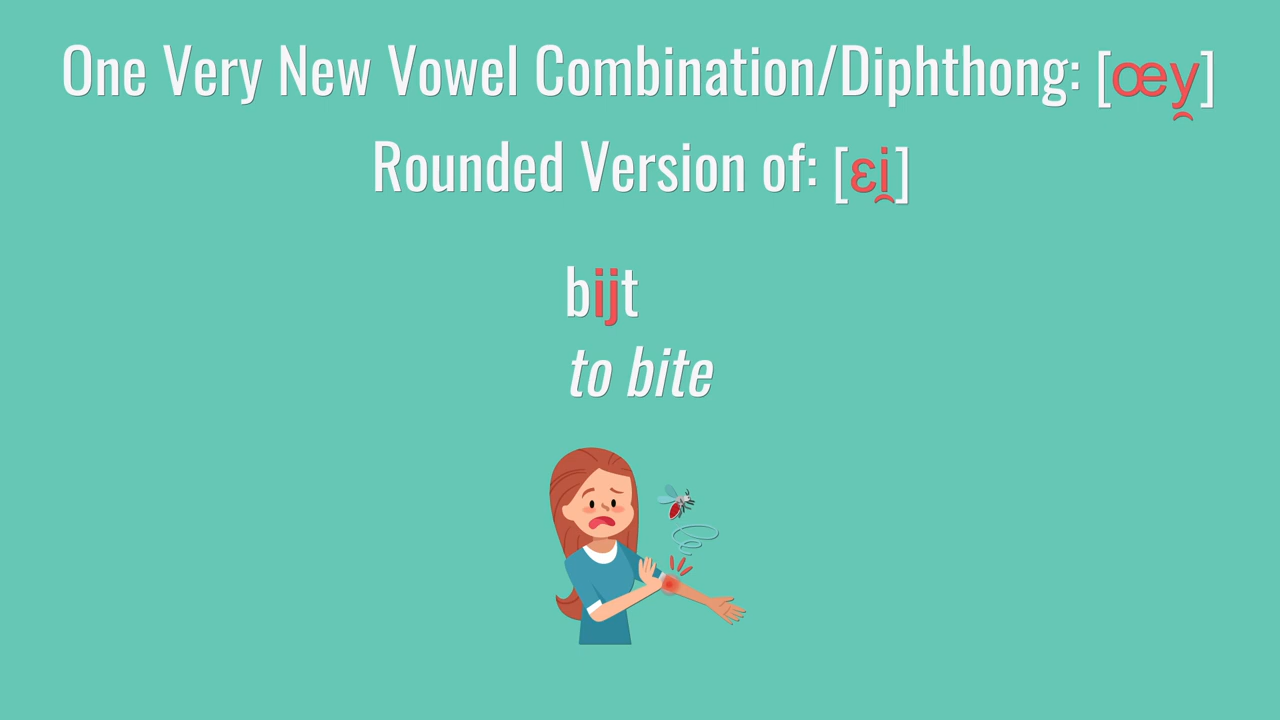 One Very New Vowel Combination/Diphthong: [œy̯]
Rounded Version of: [ɛi̯]
bijt
to bite